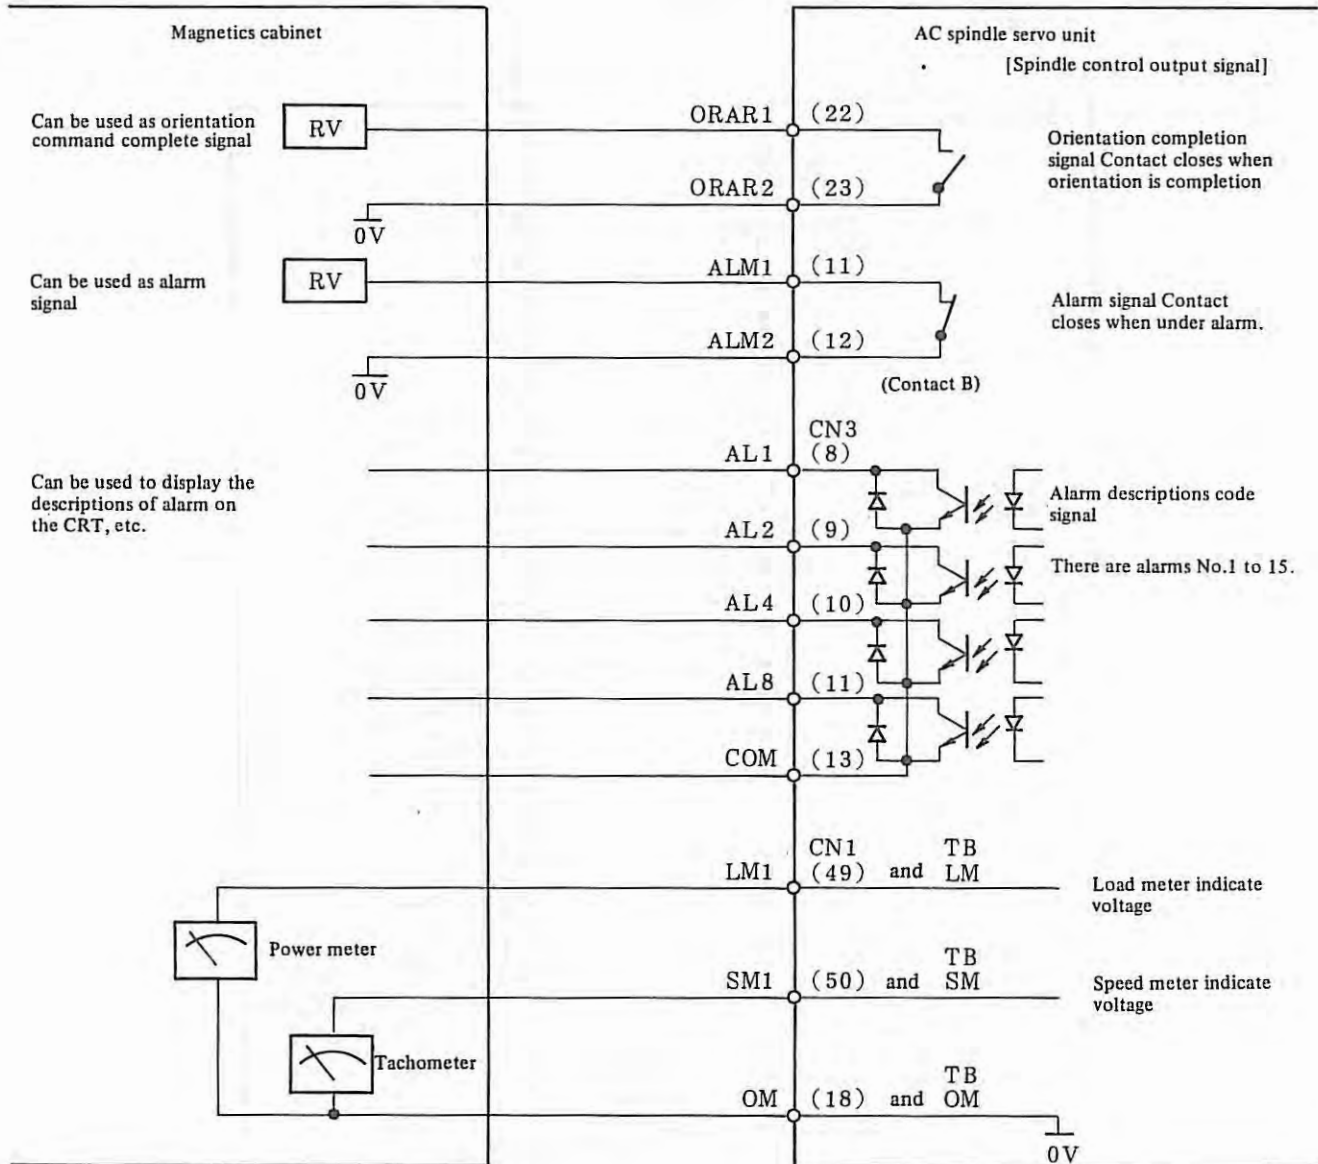 Magnetics cabinet
AC spindle servo unit
[Spindle control output signal]
Can be used as orientation
command complete signal
RV
ORAR1 (22)
Orientation completion
signal Contact closes when
orientation is completion
ORAR2 (23)
0V
Can be used as alarm
signal
RV
ALM1 (11)
Alarm signal Contact
closes when under alarm.
ALM2 (12)
0V
(Contact B)
CN3
AL1 (8)
Can be used to display the
descriptions of alarm on
the CRT, etc.
Alarm descriptions code
signal
AL2 (9)
There are alarms No.1 to 15.
AL4 (10)
AL8 (11)
COM (13)
CN1 TB
LM1 (49) and LM
Load meter indicate
voltage
Power meter
TB
SM1 (50) and SM
Speed meter indicate
voltage
Tachometer
TB
OM (18) and OM
0V